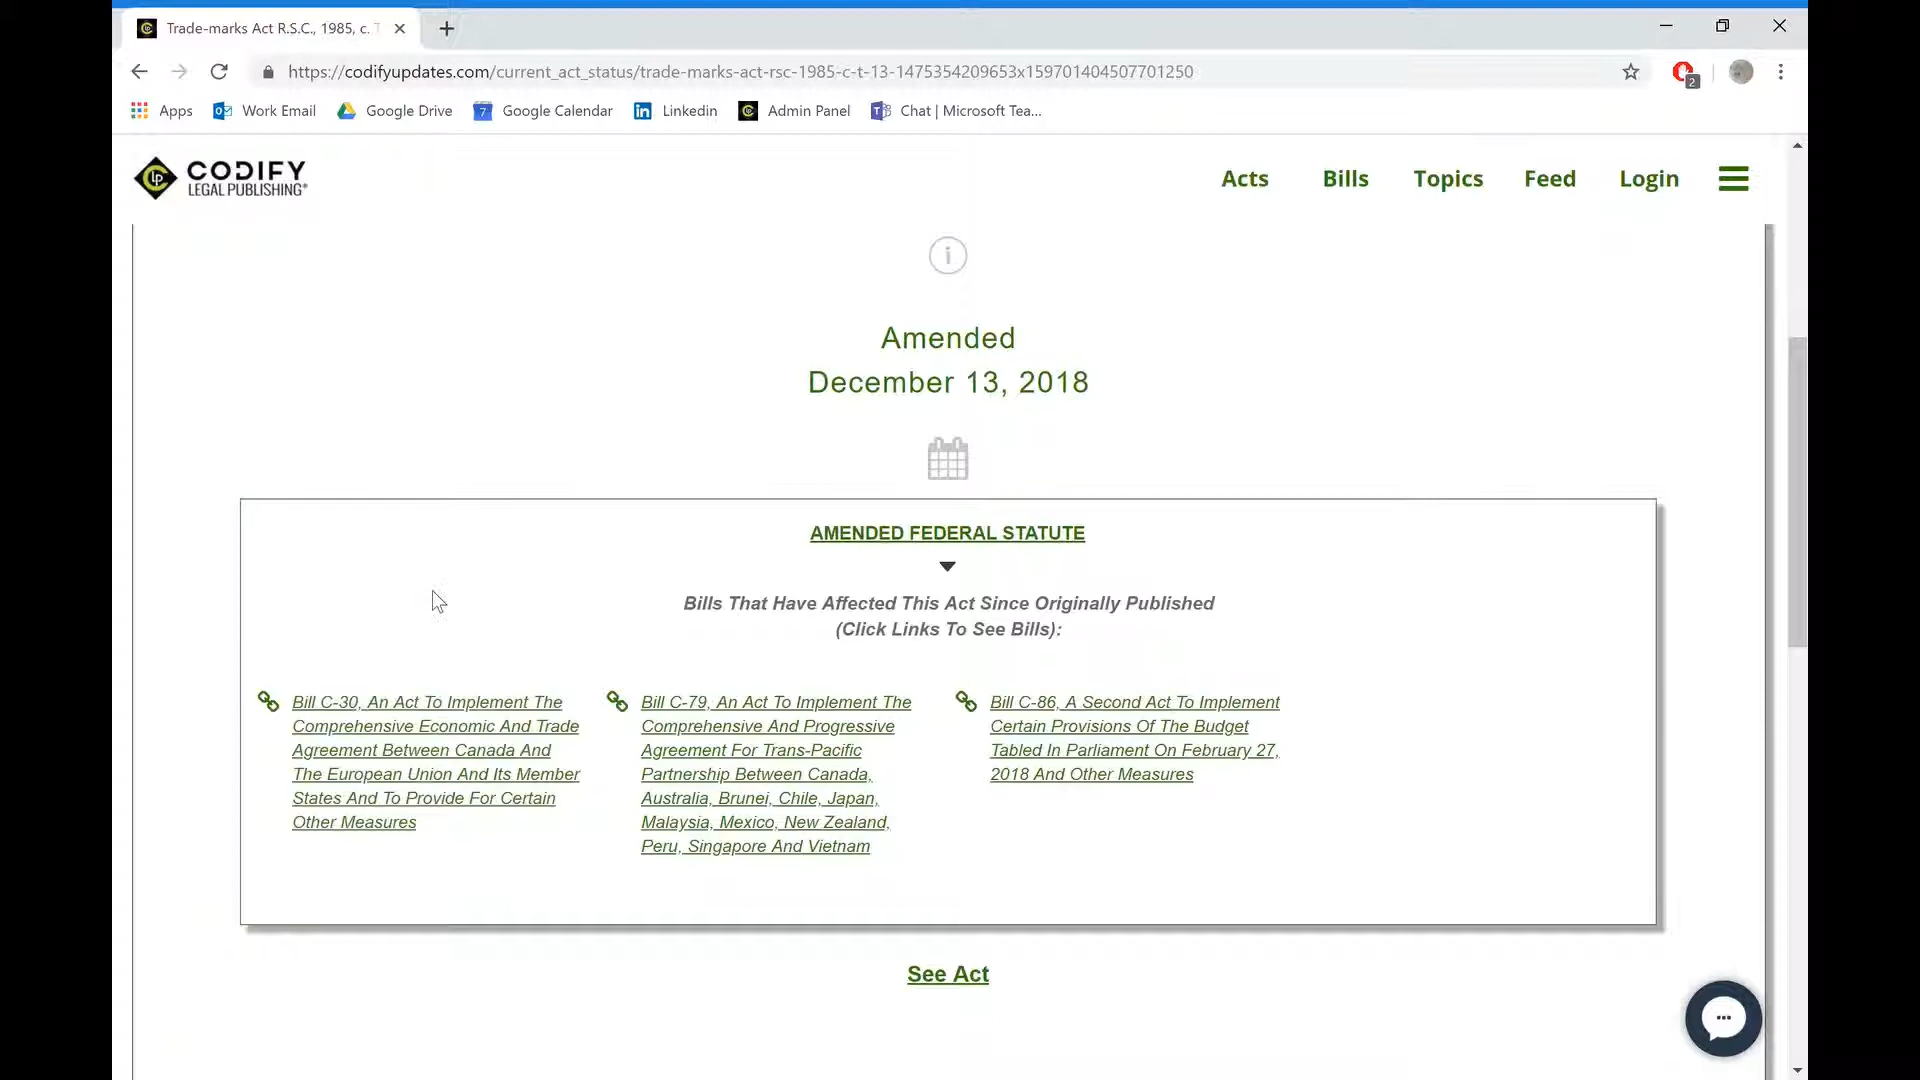 Trade-marks Act R.S.C., 1985, c. T
https://codifyupdates.com/current_act_status/trade-marks-act-rsc-1985-c-t-13-1475354209653x159701404507701250
2
Apps
Work Email
7
Google Drive
Google Calendar
in
Linkedin
Admin Panel
Chat | Microsoft Tea...
LP
CODIFY
LEGAL PUBLISHING®
Acts
Bills
Topics
Feed
Login
i
Amended
December 13, 2018
AMENDED FEDERAL STATUTE
Bills That Have Affected This Act Since Originally Published
(Click Links To See Bills):
Bill C-30, An Act To Implement The
Comprehensive Economic And Trade
Agreement Between Canada And
The European Union And Its Member
States And To Provide For Certain
Other Measures
Bill C-79, An Act To Implement The
Comprehensive And Progressive
Agreement For Trans-Pacific
Partnership Between Canada,
Australia, Brunei, Chile, Japan,
Malaysia, Mexico, New Zealand,
Peru, Singapore And Vietnam
Bill C-86, A Second Act To Implement
Certain Provisions Of The Budget
Tabled In Parliament On February 27,
2018 And Other Measures
See Act